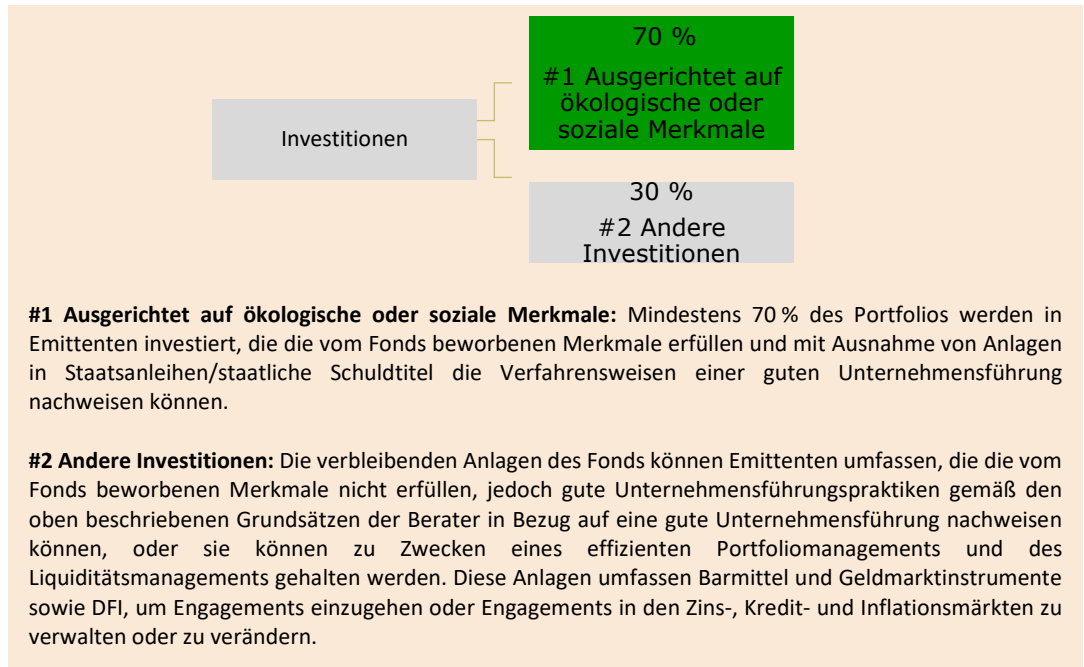 70 %
#1 Ausgerichtet auf
ökologische oder
soziale Merkmale
Investitionen
30 %
#2 Andere
Investitionen
#1 Ausgerichtet auf ökologische oder soziale Merkmale: Mindestens 70 % des Portfolios werden in
Emittenten investiert, die die vom Fonds beworbenen Merkmale erfüllen und mit Ausnahme von Anlagen
in Staatsanleihen/staatliche Schuldtitel die Verfahrensweisen einer guten Unternehmensführung
nachweisen können.
#2 Andere Investitionen: Die verbleibenden Anlagen des Fonds können Emittenten umfassen, die die vom
Fonds beworbenen Merkmale nicht erfüllen, jedoch gute Unternehmensführungspraktiken gemäß den
oben beschriebenen Grundsätzen der Berater in Bezug auf eine gute Unternehmensführung nachweisen
können, oder sie können zu Zwecken eines effizienten Portfoliomanagements und des
Liquiditätsmanagements gehalten werden. Diese Anlagen umfassen Barmittel und Geldmarktinstrumente
sowie DFI, um Engagements einzugehen oder Engagements in den Zins-, Kredit- und Inflationsmärkten zu
verwalten oder zu verändern.